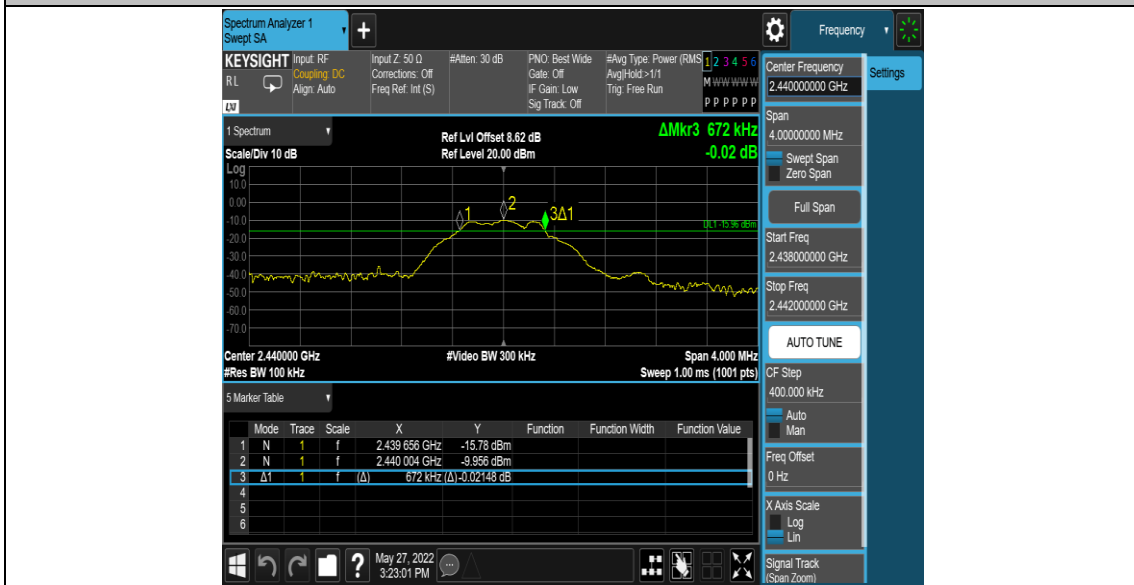 Spectrum Analyzer 1
Swept SA
+
Frequency
KEYSIGHT
RL
LXI
Input: RF
Coupling: DC
Align: Auto
Input Z: 50 Ω
Corrections: Off
Freq Ref: Int (S)
#Atten: 30 dB
PNO: Best Wide
Gate: Off
IF Gain: Low
Sig Track: Off
#Avg Type: Power (RMS
Avg|Hold:>1/1
Trig: Free Run
1 2 3 4 5 6
M W W W W W
P P P P P P
1 Spectrum
Scale/Div 10 dB
Ref Lvl Offset 8.62 dB
Ref Level 20.00 dBm
ΔMkr3 672 kHz
-0.02 dB
Log
10.0
0.00
-10.0
-20.0
-30.0
-40.0
-50.0
-60.0
-70.0
1
2
3Δ1
DL1 -15.96 dBm
Center 2.440000 GHz
#Video BW 300 kHz
Span 4.000 MHz
#Res BW 100 kHz
Sweep 1.00 ms (1001 pts)
5 Marker Table
Mode Trace Scale X Y Function Function Width Function Value
1 N 1 f 2.439 656 GHz -15.78 dBm
2 N 1 f 2.440 004 GHz -9.956 dBm
3 Δ1 1 f (Δ) 672 kHz (Δ) -0.02148 dB
4
5
6
?
May 27, 2022
3:23:01 PM
Center Frequency
2.440000000 GHz
Settings
Span
4.00000000 MHz
Swept Span
Zero Span
Full Span
Start Freq
2.438000000 GHz
Stop Freq
2.442000000 GHz
AUTO TUNE
CF Step
400.000 kHz
Auto
Man
Freq Offset
0 Hz
X Axis Scale
Log
Lin
Signal Track
(Span Zoom)